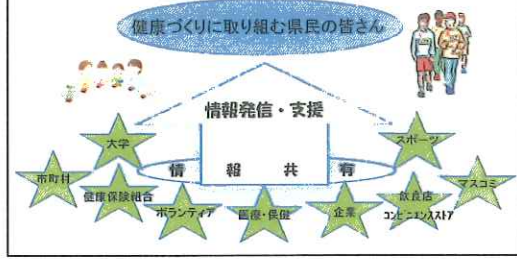 健康づくりに取り組む県民の皆さん
情報発信・支援
大学
スポーツ
情報共有
市町村
マスコミ
健康保険組合
ボランティア
医療・保健
企業
飲食店
コンビニエンスストア